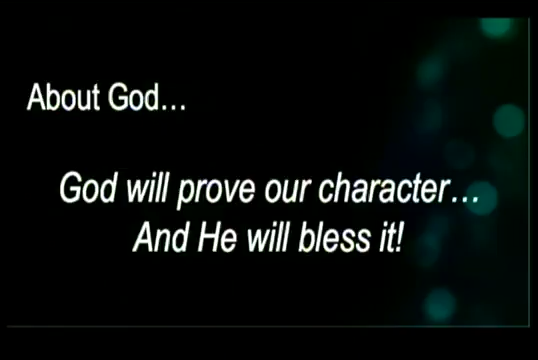 About God…
God will prove our character…
And He will bless it!